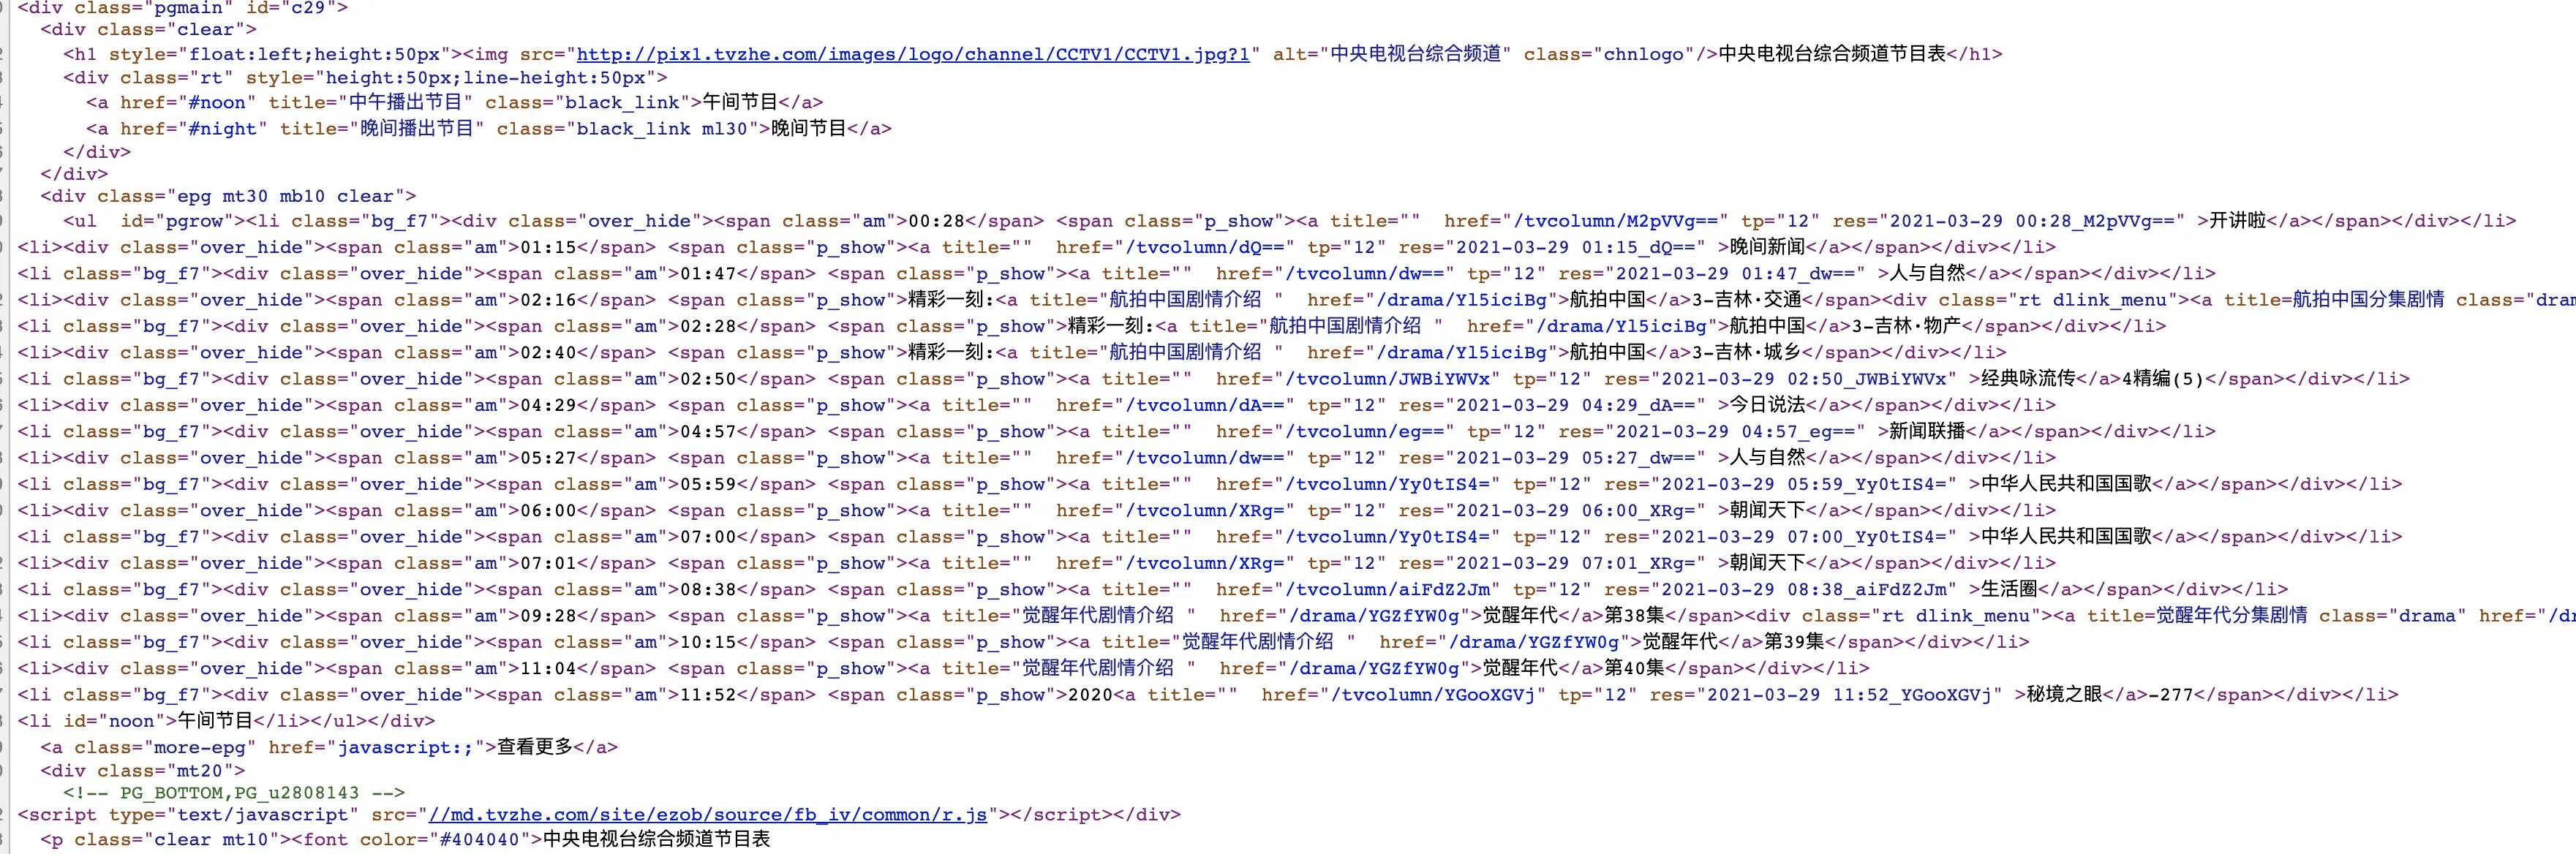 <div class="pgmain" id="c29">
<div class="clear">
<h1 style="float:left;height:50px"><img src="http://pix1.tvzhe.com/images/logo/channel/CCTV1/CCTV1.jpg?1" alt="中央电视台综合频道" class="chnlogo"/>中央电视台综合频道节目表</h1>
<div class="rt" style="height:50px;line-height:50px">
<a href="#noon" title="中午播出节目" class="black_link">午间节目</a>
<a href="#night" title="晚间播出节目" class="black_link ml30">晚间节目</a>
</div>
</div>
<div class="epg mt30 mb10 clear">
<ul  id="pgrow"><li class="bg_f7"><div class="over_hide"><span class="am">00:28</span> <span class="p_show"><a title=""  href="/tvcolumn/M2pVVg==" tp="12" res="2021-03-29 00:28_M2pVVg==" >开讲啦</a></span></div></li>
<li><div class="over_hide"><span class="am">01:15</span> <span class="p_show"><a title=""  href="/tvcolumn/dQ==" tp="12" res="2021-03-29 01:15_dQ==" >晚间新闻</a></span></div></li>
<li class="bg_f7"><div class="over_hide"><span class="am">01:47</span> <span class="p_show"><a title=""  href="/tvcolumn/dw==" tp="12" res="2021-03-29 01:47_dw==" >人与自然</a></span></div></li>
<li><div class="over_hide"><span class="am">02:16</span> <span class="p_show">精彩一刻:<a title="航拍中国剧情介绍 "  href="/drama/Yl5iciBg">航拍中国</a>3-吉林·交通</span><div class="rt dlink_menu"><a title=航拍中国分集剧情 class="dram
<li class="bg_f7"><div class="over_hide"><span class="am">02:28</span> <span class="p_show">精彩一刻:<a title="航拍中国剧情介绍 "  href="/drama/Yl5iciBg">航拍中国</a>3-吉林·物产</span></div></li>
<li><div class="over_hide"><span class="am">02:40</span> <span class="p_show">精彩一刻:<a title="航拍中国剧情介绍 "  href="/drama/Yl5iciBg">航拍中国</a>3-吉林·城乡</span></div></li>
<li class="bg_f7"><div class="over_hide"><span class="am">02:50</span> <span class="p_show"><a title=""  href="/tvcolumn/JWBiYWVx" tp="12" res="2021-03-29 02:50_JWBiYWVx" >经典咏流传</a>4精编(5)</span></div></li>
<li><div class="over_hide"><span class="am">04:29</span> <span class="p_show"><a title=""  href="/tvcolumn/dA==" tp="12" res="2021-03-29 04:29_dA==" >今日说法</a></span></div></li>
<li class="bg_f7"><div class="over_hide"><span class="am">04:57</span> <span class="p_show"><a title=""  href="/tvcolumn/eg==" tp="12" res="2021-03-29 04:57_eg==" >新闻联播</a></span></div></li>
<li><div class="over_hide"><span class="am">05:27</span> <span class="p_show"><a title=""  href="/tvcolumn/dw==" tp="12" res="2021-03-29 05:27_dw==" >人与自然</a></span></div></li>
<li class="bg_f7"><div class="over_hide"><span class="am">05:59</span> <span class="p_show"><a title=""  href="/tvcolumn/Yy0tIS4=" tp="12" res="2021-03-29 05:59_Yy0tIS4=" >中华人民共和国国歌</a></span></div></li>
<li><div class="over_hide"><span class="am">06:00</span> <span class="p_show"><a title=""  href="/tvcolumn/XRg=" tp="12" res="2021-03-29 06:00_XRg=" >朝闻天下</a></span></div></li>
<li class="bg_f7"><div class="over_hide"><span class="am">07:00</span> <span class="p_show"><a title=""  href="/tvcolumn/Yy0tIS4=" tp="12" res="2021-03-29 07:00_Yy0tIS4=" >中华人民共和国国歌</a></span></div></li>
<li><div class="over_hide"><span class="am">07:01</span> <span class="p_show"><a title=""  href="/tvcolumn/XRg=" tp="12" res="2021-03-29 07:01_XRg=" >朝闻天下</a></span></div></li>
<li class="bg_f7"><div class="over_hide"><span class="am">08:38</span> <span class="p_show"><a title=""  href="/tvcolumn/aiFdZ2Jm" tp="12" res="2021-03-29 08:38_aiFdZ2Jm" >生活圈</a></span></div></li>
<li><div class="over_hide"><span class="am">09:28</span> <span class="p_show"><a title="觉醒年代剧情介绍 "  href="/drama/YGZfYW0g">觉醒年代</a>第38集</span><div class="rt dlink_menu"><a title=觉醒年代分集剧情 class="drama" href="/dr
<li class="bg_f7"><div class="over_hide"><span class="am">10:15</span> <span class="p_show"><a title="觉醒年代剧情介绍 "  href="/drama/YGZfYW0g">觉醒年代</a>第39集</span></div></li>
<li><div class="over_hide"><span class="am">11:04</span> <span class="p_show"><a title="觉醒年代剧情介绍 "  href="/drama/YGZfYW0g">觉醒年代</a>第40集</span></div></li>
<li class="bg_f7"><div class="over_hide"><span class="am">11:52</span> <span class="p_show">2020<a title=""  href="/tvcolumn/YGooXGVj" tp="12" res="2021-03-29 11:52_YGooXGVj" >秘境之眼</a>-277</span></div></li>
<li id="noon">午间节目</li></ul></div>
<a class="more-epg" href="javascript:;">查看更多</a>
<div class="mt20">
<!-- PG_BOTTOM,PG_u2808143 -->
<script type="text/javascript" src="//md.tvzhe.com/site/ezob/source/fb_iv/common/r.js"></script></div>
<p class="clear mt10"><font color="#404040">中央电视台综合频道节目表